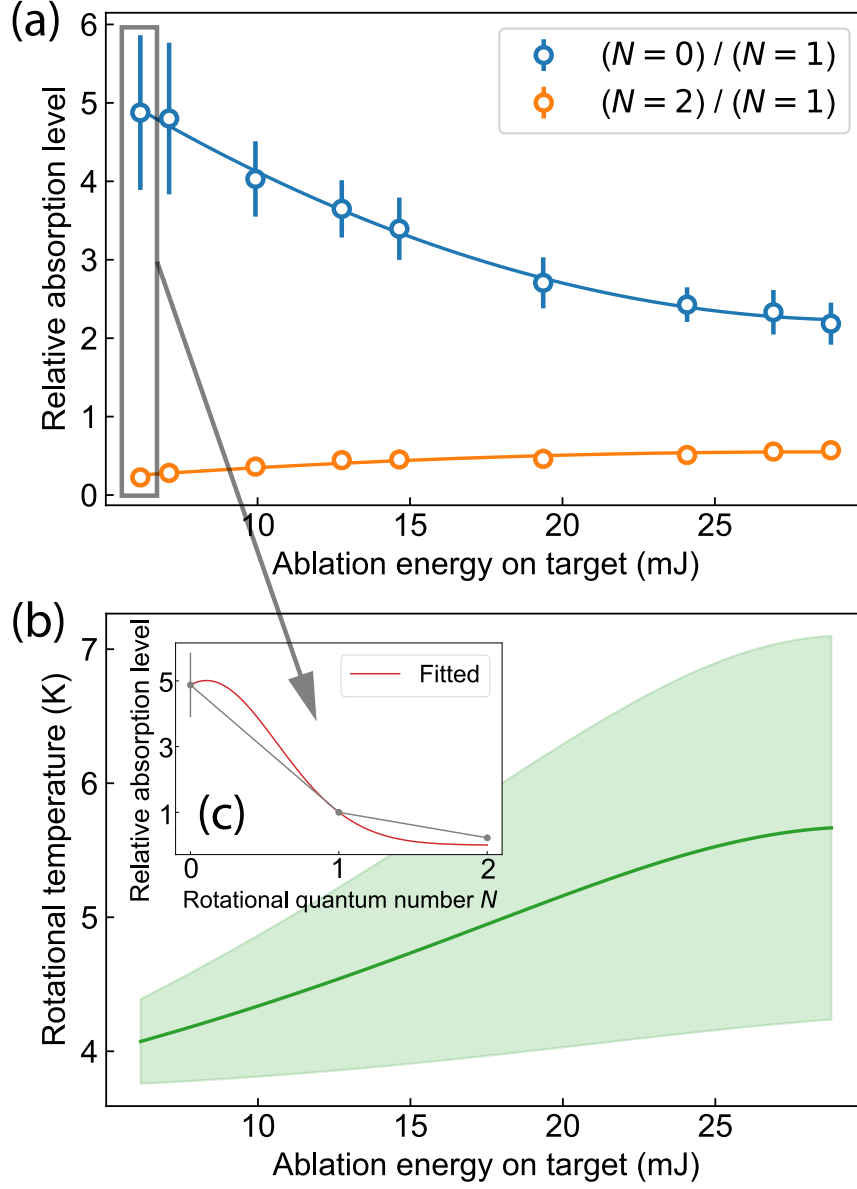 (a)
6
5
4
3
2
1
0
Relative absorption level
(N = 0) / (N = 1)
(N = 2) / (N = 1)
10 15 20 25
Ablation energy on target (mJ)
(b)
7
6
5
4
Rotational temperature (K)
Relative absorption level
5
3
1
Fitted
(c)
0 1 2
Rotational quantum number N
10 15 20 25
Ablation energy on target (mJ)